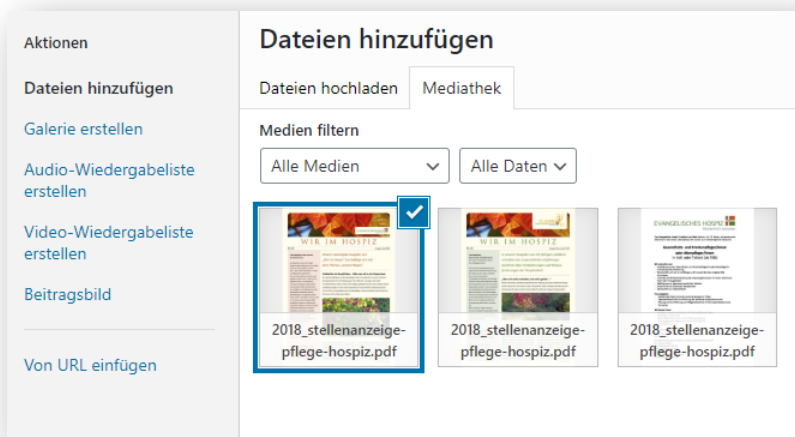 Aktionen
Dateien hinzufügen
Galerie erstellen
Audio-Wiedergabeliste
erstellen
Video-Wiedergabeliste
erstellen
Beitragsbild
Von URL einfügen
Dateien hinzufügen
Dateien hochladen
Mediathek
Medien filtern
Alle Medien
Alle Daten
WIR IM HOSPIZ
2018_stellenanzeige-
pflege-hospiz.pdf
WIR IM HOSPIZ
2018_stellenanzeige-
pflege-hospiz.pdf
EVANGELISCHES HOSPIZ
2018_stellenanzeige-
pflege-hospiz.pdf